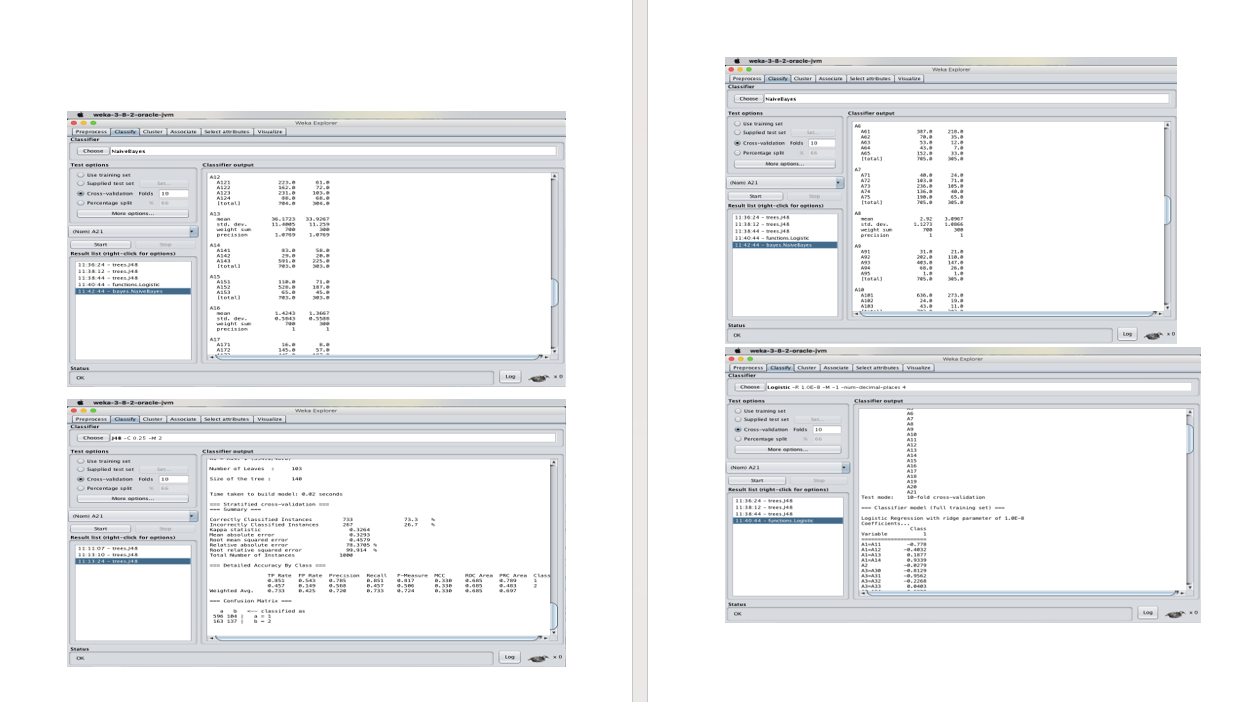 weka-3-8-2-oracle-jvm
Weka Explorer
Preprocess Classify Cluster Associate Select attributes Visualize
Classifier
Choose NaiveBayes
Test options
Use training set
Supplied test set Set...
Cross-validation Folds 10
Percentage split % 66
More options...
(Nom) A21
Start Stop
Result list (right-click for options)
11:36:24 - trees.J48
11:38:12 - trees.J48
11:38:44 - trees.J48
11:40:44 - functions.Logistic
11:42:44 - bayes.NaiveBayes
Classifier output
A12
A121 223.0 61.0
A122 162.0 72.0
A123 231.0 103.0
A124 88.0 68.0
[total] 704.0 304.0
A13
mean 36.1723 33.9267
std. dev. 11.4005 11.259
weight sum 700 300
precision 1.0769 1.0769
A14
A141 83.0 58.0
A142 29.0 20.0
A143 591.0 225.0
[total] 703.0 303.0
A15
A151 110.0 71.0
A152 528.0 187.0
A153 65.0 45.0
[total] 703.0 303.0
A16
mean 1.4243 1.3667
std. dev. 0.5843 0.5588
weight sum 700 300
precision 1 1
A17
A171 16.0 8.0
A172 145.0 57.0
Status
OK
Log x 0
weka-3-8-2-oracle-jvm
Weka Explorer
Preprocess Classify Cluster Associate Select attributes Visualize
Classifier
Choose J48 -C 0.25 -M 2
Test options
Use training set
Supplied test set Set...
Cross-validation Folds 10
Percentage split % 66
More options...
(Nom) A21
Start Stop
Result list (right-click for options)
11:11:07 - trees.J48
11:13:10 - trees.J48
11:13:24 - trees.J48
Classifier output
Number of Leaves : 103
Size of the tree : 140
Time taken to build model: 0.02 seconds
=== Stratified cross-validation ===
=== Summary ===
Correctly Classified Instances 733 73.3 %
Incorrectly Classified Instances 267 26.7 %
Kappa statistic 0.3264
Mean absolute error 0.3293
Root mean squared error 0.4579
Relative absolute error 78.3705 %
Root relative squared error 99.914 %
Total Number of Instances 1000
=== Detailed Accuracy By Class ===
TP Rate FP Rate Precision Recall F-Measure MCC ROC Area PRC Area Class
0.851 0.543 0.785 0.851 0.817 0.330 0.685 0.789 1
0.457 0.149 0.568 0.457 0.506 0.330 0.685 0.483 2
Weighted Avg. 0.733 0.425 0.720 0.733 0.724 0.330 0.685 0.697
=== Confusion Matrix ===
a b <-- classified as
596 104 | a = 1
163 137 | b = 2
Status
OK
Log x 0
weka-3-8-2-oracle-jvm
Weka Explorer
Preprocess Classify Cluster Associate Select attributes Visualize
Classifier
Choose NaiveBayes
Test options
Use training set
Supplied test set Set...
Cross-validation Folds 10
Percentage split % 66
More options...
(Nom) A21
Start Stop
Result list (right-click for options)
11:36:24 - trees.J48
11:38:12 - trees.J48
11:38:44 - trees.J48
11:40:44 - functions.Logistic
11:42:44 - bayes.NaiveBayes
Classifier output
A6
A61 387.0 218.0
A62 70.0 35.0
A63 53.0 12.0
A64 43.0 7.0
A65 152.0 33.0
[total] 705.0 305.0
A7
A71 40.0 24.0
A72 103.0 71.0
A73 236.0 105.0
A74 136.0 40.0
A75 190.0 65.0
[total] 705.0 305.0
A8
mean 2.92 3.0967
std. dev. 1.1273 1.0866
weight sum 700 300
precision 1 1
A9
A91 31.0 21.0
A92 202.0 110.0
A93 403.0 147.0
A94 68.0 26.0
A95 1.0 1.0
[total] 705.0 305.0
A10
A101 636.0 273.0
A102 24.0 19.0
A103 43.0 11.0
Status
OK
Log x 0
weka-3-8-2-oracle-jvm
Weka Explorer
Preprocess Classify Cluster Associate Select attributes Visualize
Classifier
Choose Logistic -R 1.0E-8 -M -1 -num-decimal-places 4
Test options
Use training set
Supplied test set Set...
Cross-validation Folds 10
Percentage split % 66
More options...
(Nom) A21
Start Stop
Result list (right-click for options)
11:36:24 - trees.J48
11:38:12 - trees.J48
11:38:44 - trees.J48
11:40:44 - functions.Logistic
Classifier output
A6
A7
A8
A9
A10
A11
A12
A13
A14
A15
A16
A17
A18
A19
A20
A21
Test mode: 10-fold cross-validation
=== Classifier model (full training set) ===
Logistic Regression with ridge parameter of 1.0E-8
Coefficients...
Class
Variable 1
====================
A1=A11 -0.778
A1=A12 -0.4032
A1=A13 0.1877
A1=A14 0.9339
A2 -0.0279
A3=A30 -0.8129
A3=A31 -0.9562
A3=A32 -0.2268
A3=A33 0.0403
Status
OK
Log x 0